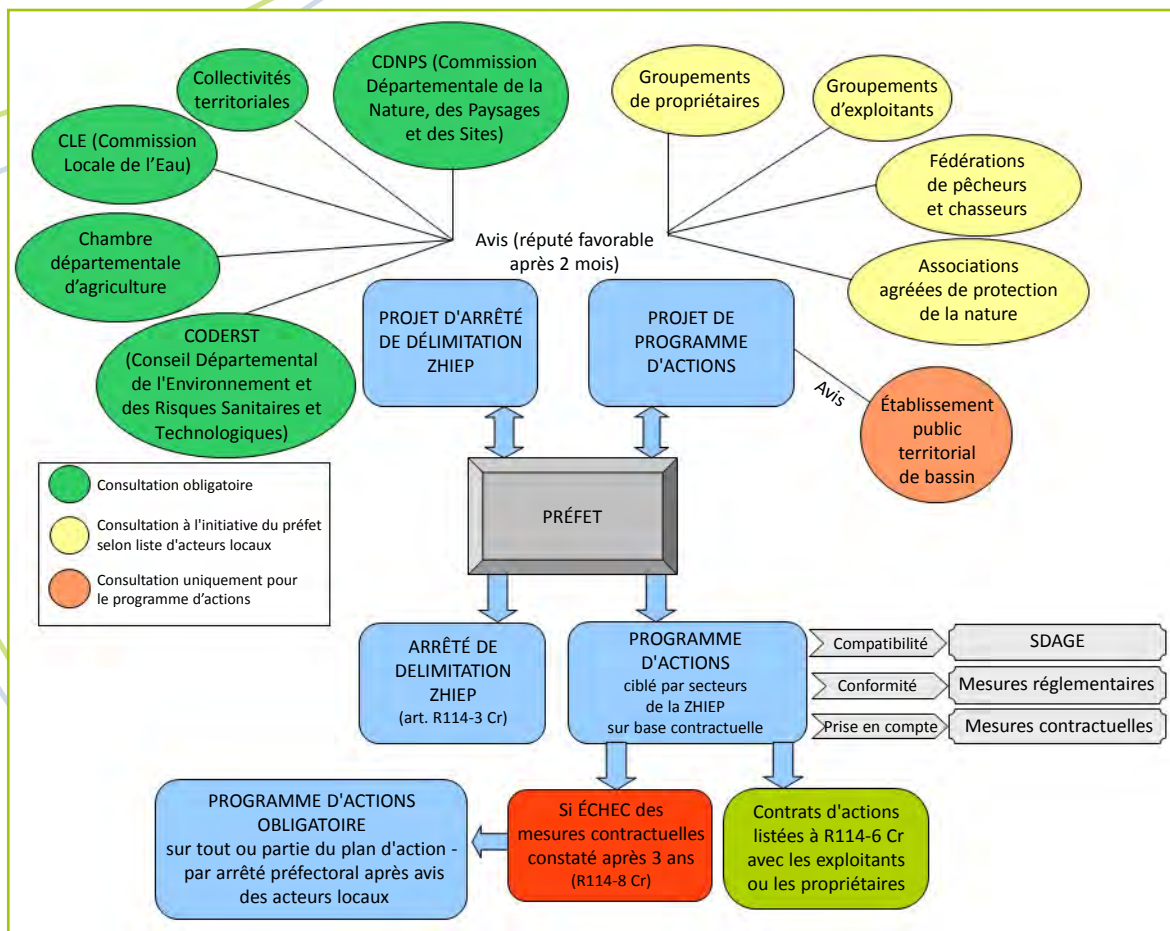 Collectivités
territoriales
CDNPS (Commission
Départementale de la
Nature, des Paysages
et des Sites)
Groupements
de propriétaires
Groupements
d'exploitants
CLE (Commission
Locale de l'Eau)
Fédérations
de pêcheurs
et chasseurs
Chambre
départementale
d'agriculture
Avis (réputé favorable
après 2 mois)
Associations
agréées de protection
de la nature
CODERST
(Conseil Départemental
de l'Environnement et
des Risques Sanitaires et
Technologiques)
PROJET D'ARRÊTÉ
DE DÉLIMITATION
ZHIEP
PROJET DE
PROGRAMME
D'ACTIONS
Avis
Établissement
public
territorial
de bassin
Consultation obligatoire
Consultation à l'initiative du préfet
selon liste d'acteurs locaux
Consultation uniquement pour
le programme d'actions
PRÉFET
ARRÊTÉ DE
DELIMITATION
ZHIEP
(art. R114-3 Cr)
PROGRAMME
D'ACTIONS
ciblé par secteurs
de la ZHIEP
sur base contractuelle
Compatibilité
SDAGE
Conformité
Mesures réglementaires
Prise en compte
Mesures contractuelles
PROGRAMME D'ACTIONS
OBLIGATOIRE
sur tout ou partie du plan d'action -
par arrêté préfectoral après avis
des acteurs locaux
Si ÉCHEC des
mesures contractuelles
constaté après 3 ans
(R114-8 Cr)
Contrats d'actions
listées à R114-6 Cr
avec les exploitants
ou les propriétaires